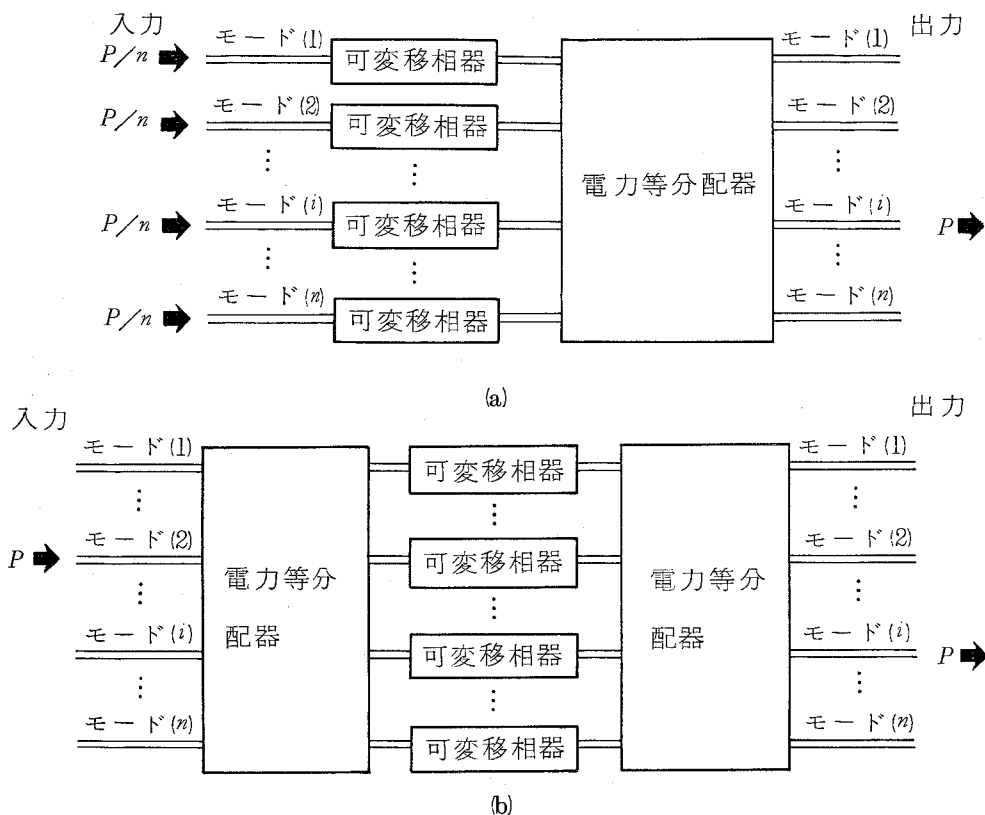 入力
出力
P/n モード(1) 可変移相器 モード(1)
P/n モード(2) 可変移相器 モード(2)
⋮ ⋮ ⋮
電力等分配器
P/n モード(i) 可変移相器 モード(i) P
⋮ ⋮ ⋮
P/n モード(n) 可変移相器 モード(n)
(a)
入力
出力
モード(1) 可変移相器 モード(1)
⋮ ⋮ ⋮
P モード(2) 可変移相器 モード(2)
電力等分
配器
電力等分
配器
⋮ ⋮ ⋮
モード(i) 可変移相器 モード(i) P
⋮ ⋮ ⋮
モード(n) 可変移相器 モード(n)
(b)